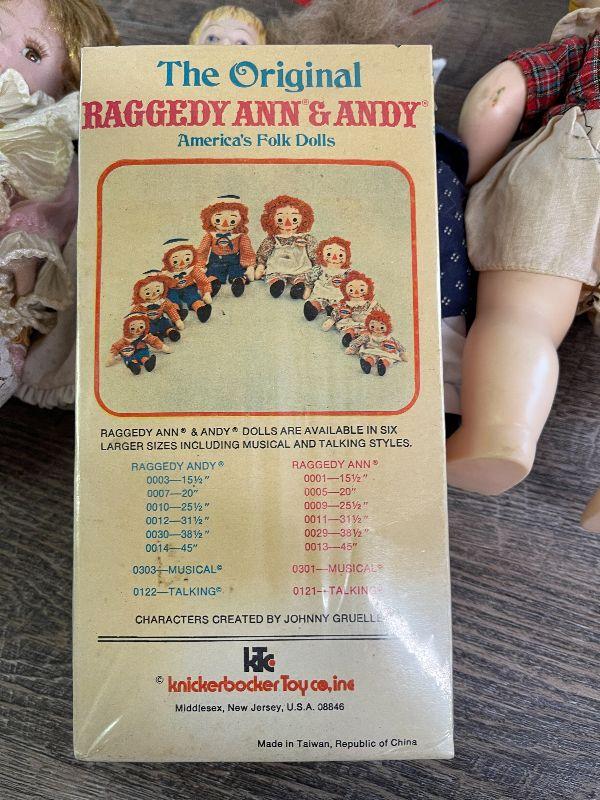 The Original
RAGGEDY ANN® & ANDY®
America's Folk Dolls
RAGGEDY ANN® & ANDY® DOLLS ARE AVAILABLE IN SIX
LARGER SIZES INCLUDING MUSICAL AND TALKING STYLES.
RAGGEDY ANDY®
0003—15½"
0007—20"
0010—25½"
0012—31½"
0030—38½"
0014—45"
0303—MUSICAL©
0122—TALKING©
RAGGEDY ANN®
0001—15½"
0005—20"
0009—25½"
0011—31½"
0029—38½"
0013—45"
0301—MUSICAL©
0121—TALKING©
CHARACTERS CREATED BY JOHNNY GRUELLE
KTC
© Knickerbocker Toy co, inc
Middlesex, New Jersey, U.S.A. 08846
Made in Taiwan, Republic of China